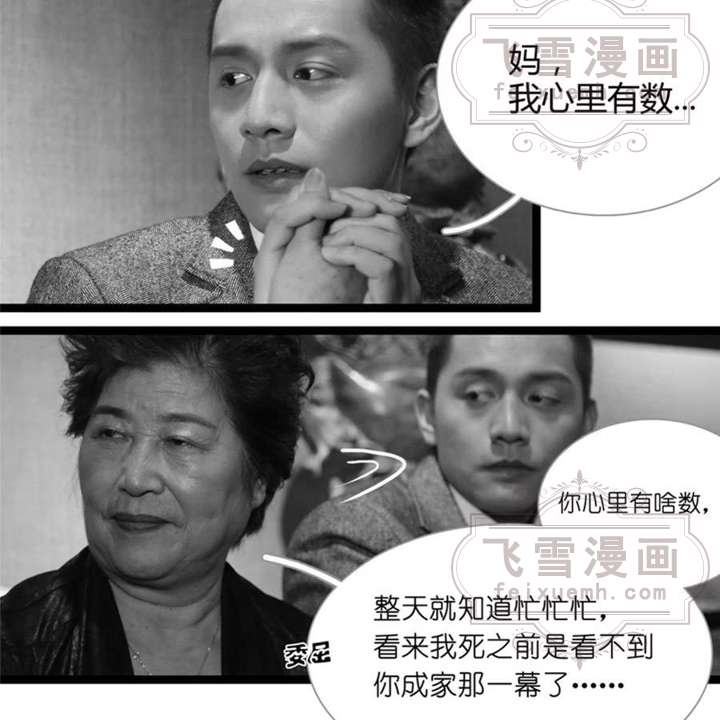 飞雪漫画
feixuemh.com
妈，
我心里有数...
你心里有啥数，
飞雪漫画
feixuemh.com
整天就知道忙忙忙，
看来我死之前是看不到
你成家那一幕了……
委屈